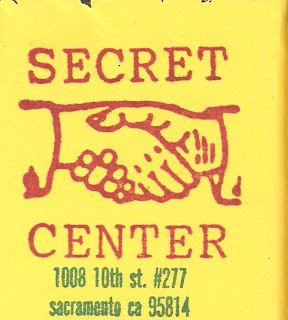 SECRET
CENTER
1008 10th st. #277
sacramento ca 95814